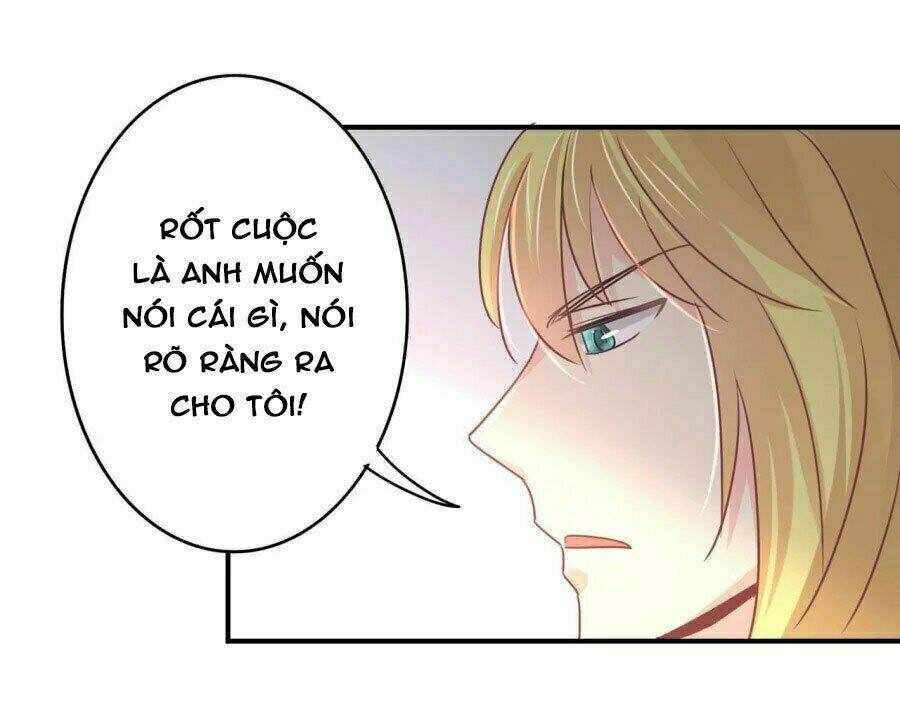 RỐT CUỘC
LÀ ANH MUỐN
NÓI CÁI GÌ, NÓI
RÕ RÀNG RA
CHO TÔI!